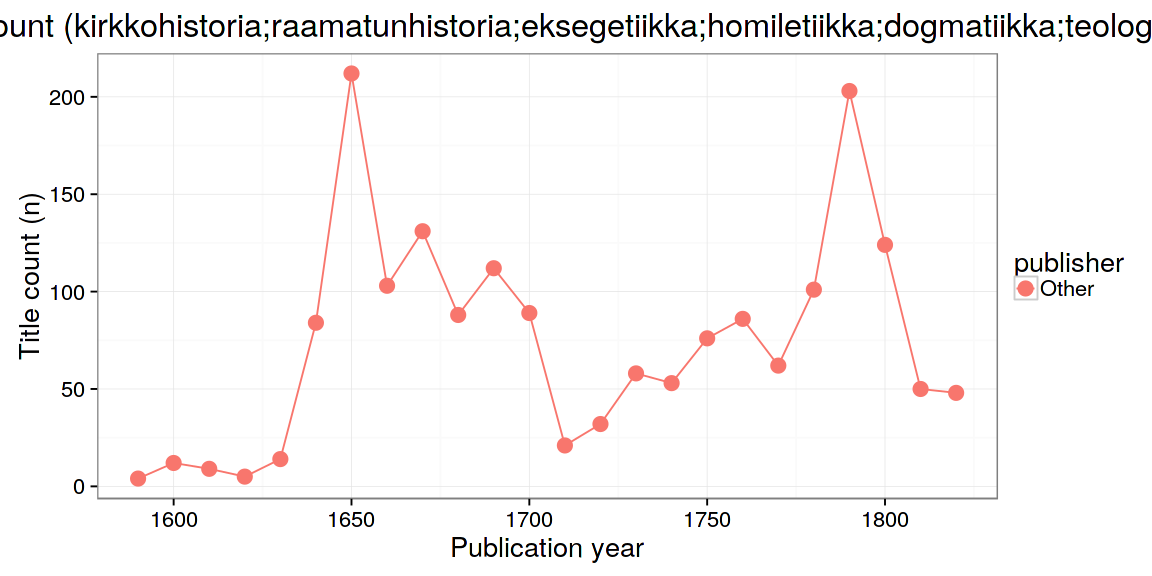 ount (kirkkohistoria;raamatunhistoria;eksegetiikka;homiletiikka;dogmatiikka;teolog
200
150
100
50
0
Title count (n)
1600 1650 1700 1750 1800
Publication year
publisher
Other